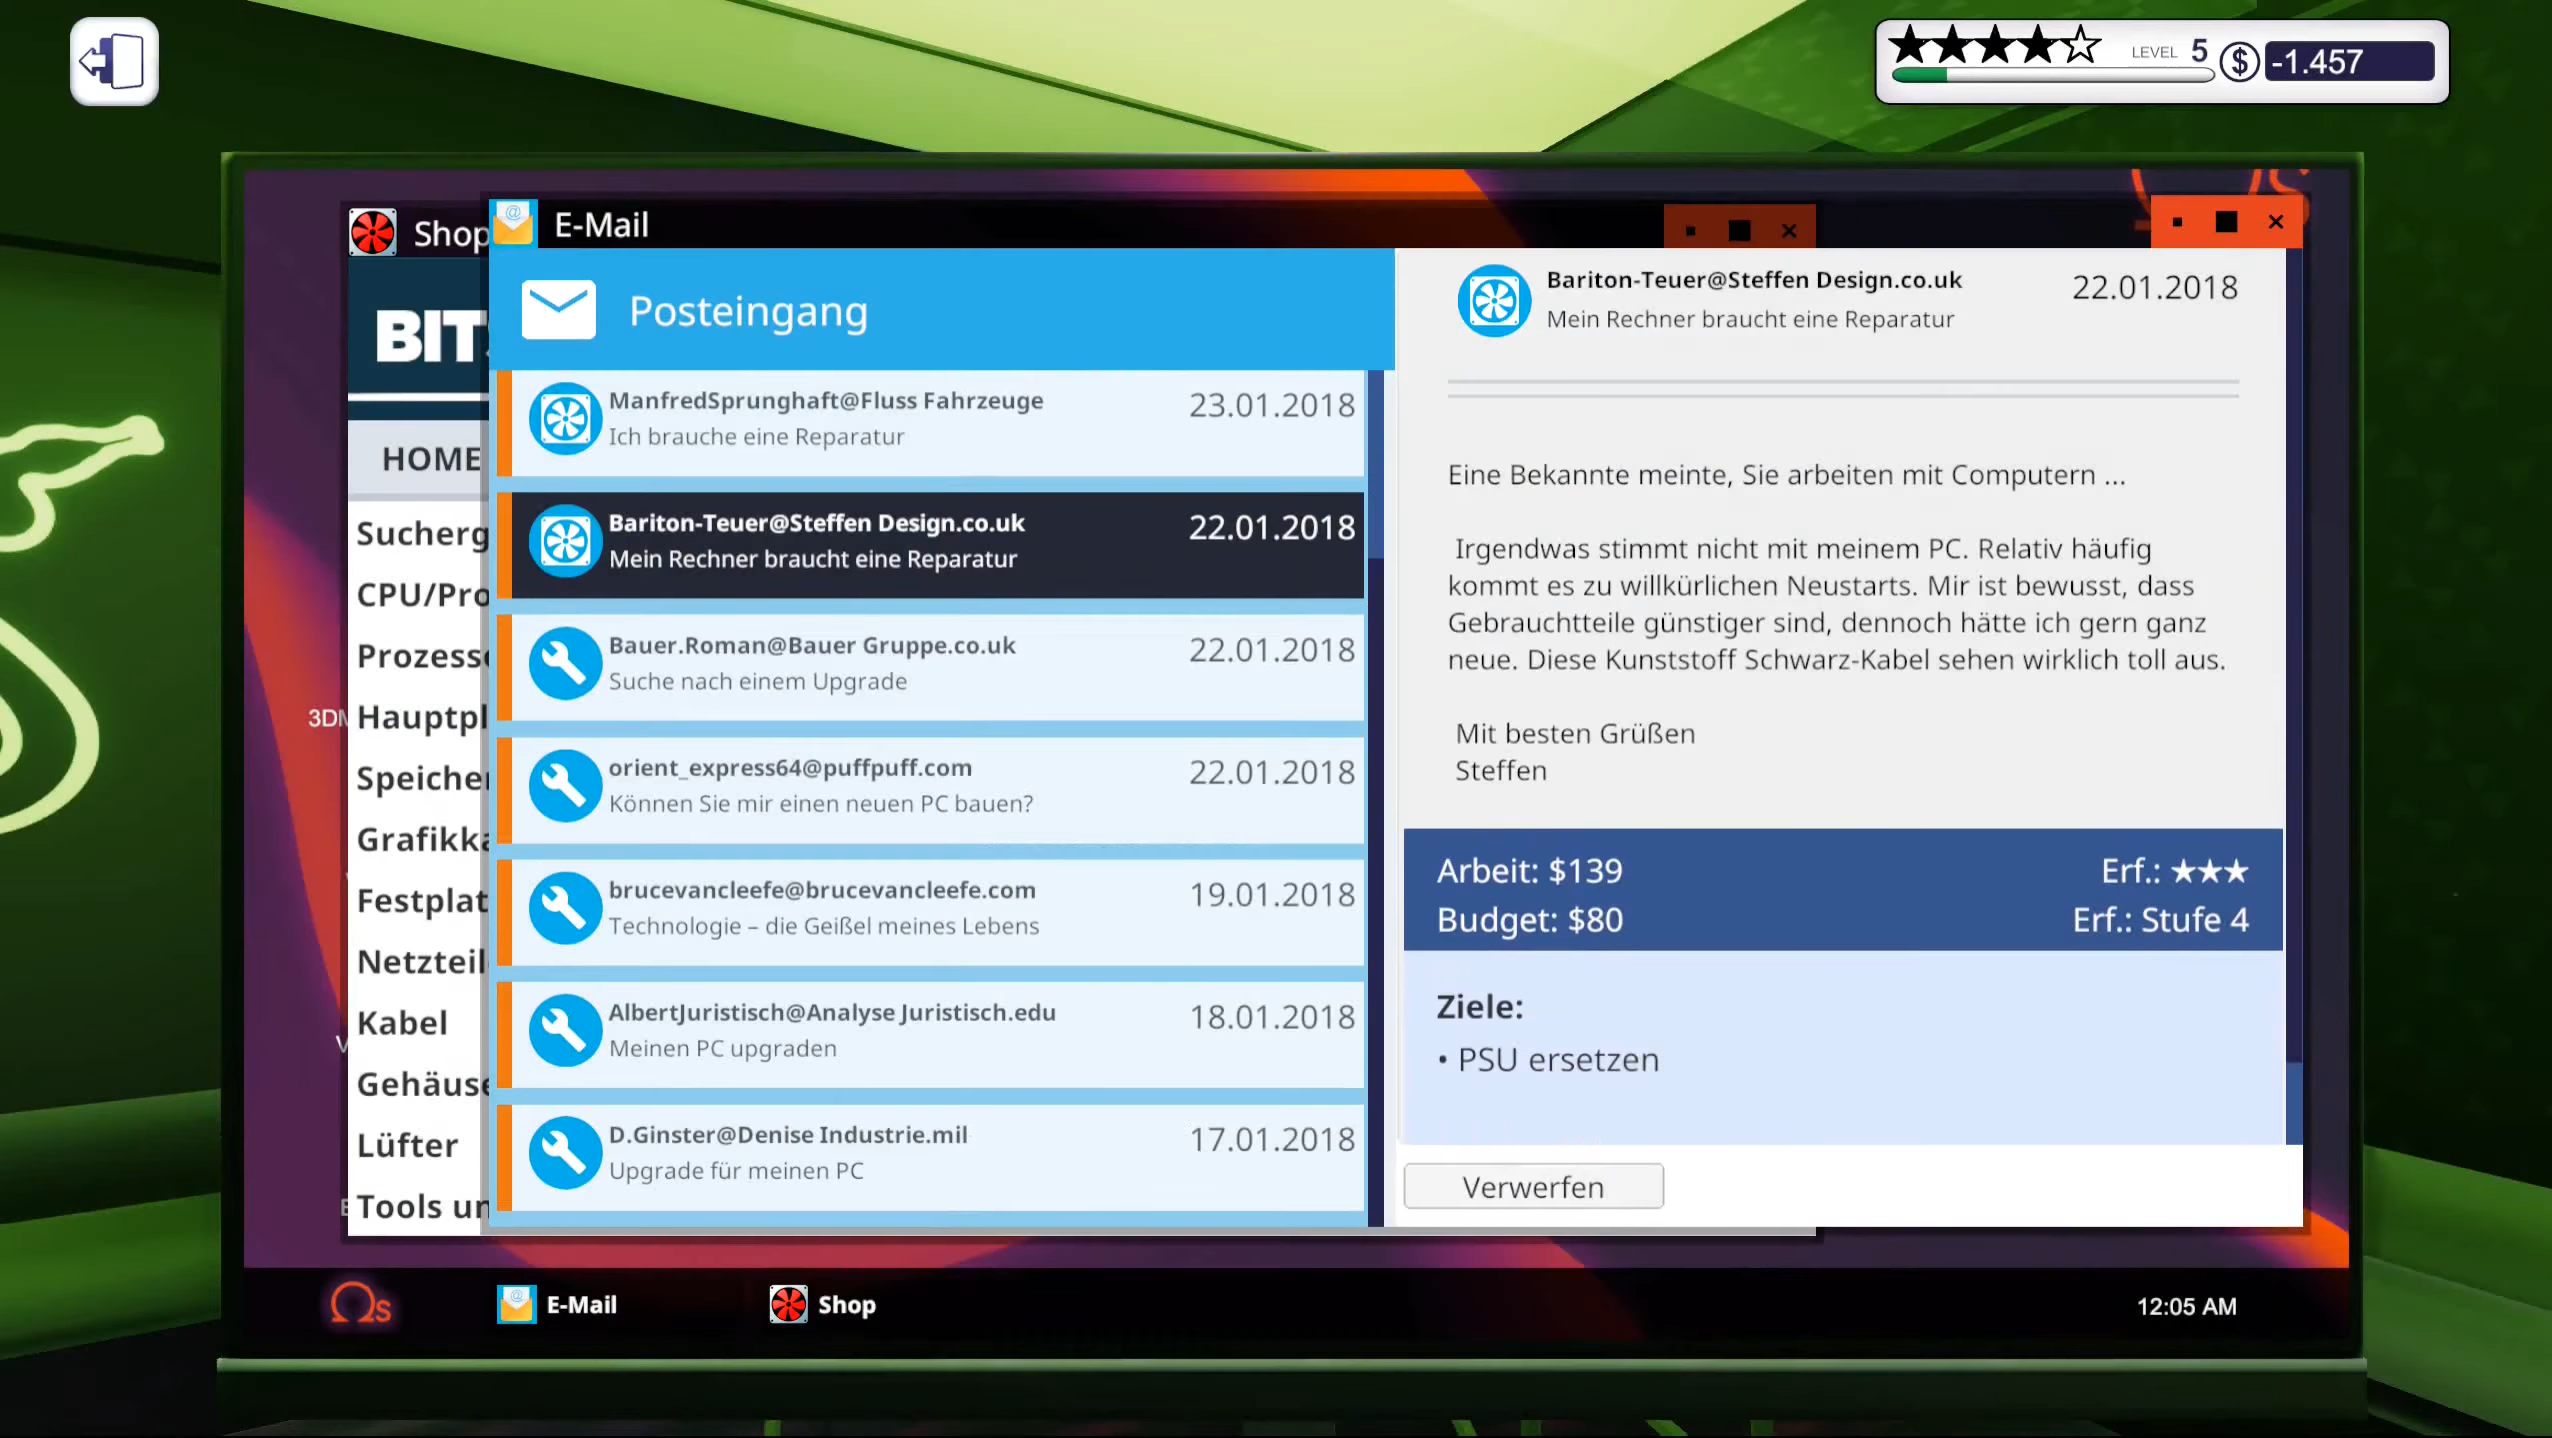 LEVEL 5 $ -1.457
Shop
E-Mail
Posteingang
BIT
HOME
Sucherg
CPU/Pro
Prozess
Hauptpl
Speiche
Grafikka
Festplat
Netzteil
Kabel
Gehäuse
Lüfter
Tools un
3DM
ManfredSprunghaft@Fluss Fahrzeuge 23.01.2018
Ich brauche eine Reparatur
Bariton-Teuer@Steffen Design.co.uk 22.01.2018
Mein Rechner braucht eine Reparatur
Bauer.Roman@Bauer Gruppe.co.uk 22.01.2018
Suche nach einem Upgrade
orient_express64@puffpuff.com 22.01.2018
Können Sie mir einen neuen PC bauen?
brucevancleefe@brucevancleefe.com 19.01.2018
Technologie – die Geißel meines Lebens
AlbertJuristisch@Analyse Juristisch.edu 18.01.2018
Meinen PC upgraden
D.Ginster@Denise Industrie.mil 17.01.2018
Upgrade für meinen PC
Bariton-Teuer@Steffen Design.co.uk 22.01.2018
Mein Rechner braucht eine Reparatur
Eine Bekannte meinte, Sie arbeiten mit Computern ...
Irgendwas stimmt nicht mit meinem PC. Relativ häufig
kommt es zu willkürlichen Neustarts. Mir ist bewusst, dass
Gebrauchtteile günstiger sind, dennoch hätte ich gern ganz
neue. Diese Kunststoff Schwarz-Kabel sehen wirklich toll aus.
Mit besten Grüßen
Steffen
Arbeit: $139 Erf.: ★★★
Budget: $80 Erf.: Stufe 4
Ziele:
• PSU ersetzen
Verwerfen
Ωs E-Mail Shop 12:05 AM